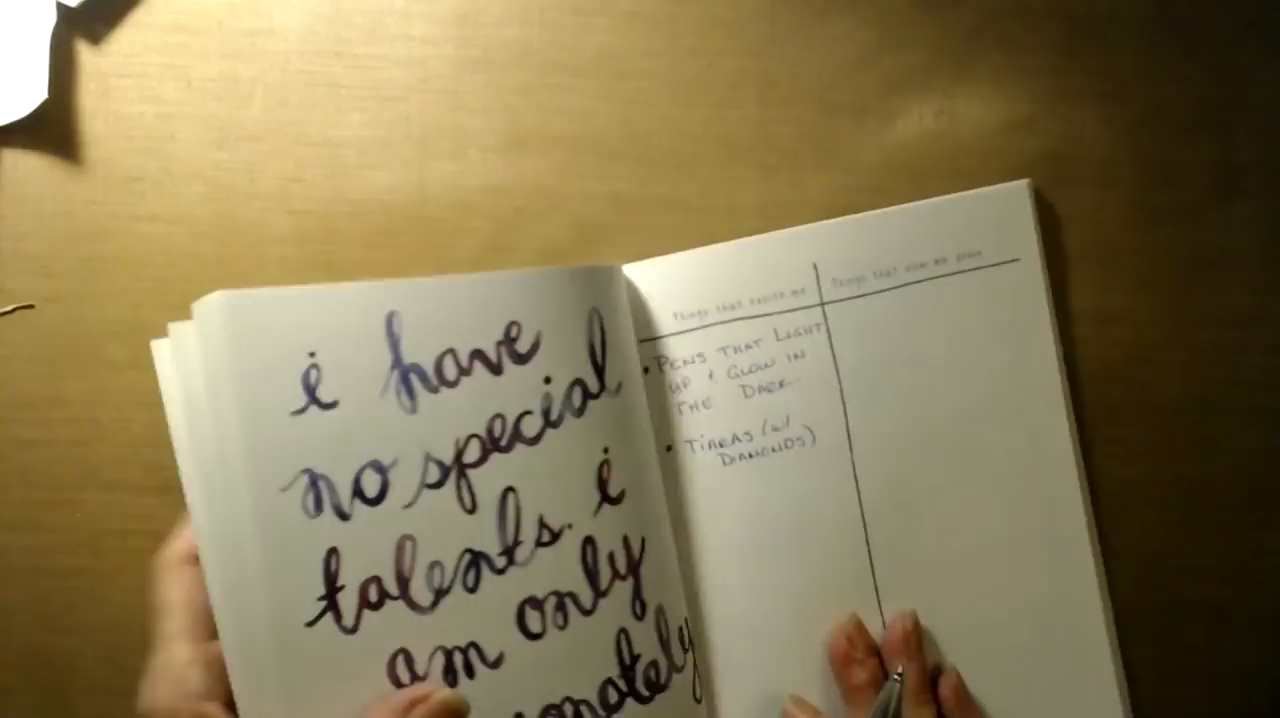 i have
no special
talents. i
am only
Things that excite me
Things that slow me down
• PENS THAT LIGHT
UP & GLOW IN
THE DARK...
• TIARAS (w/
DIAMONDS)